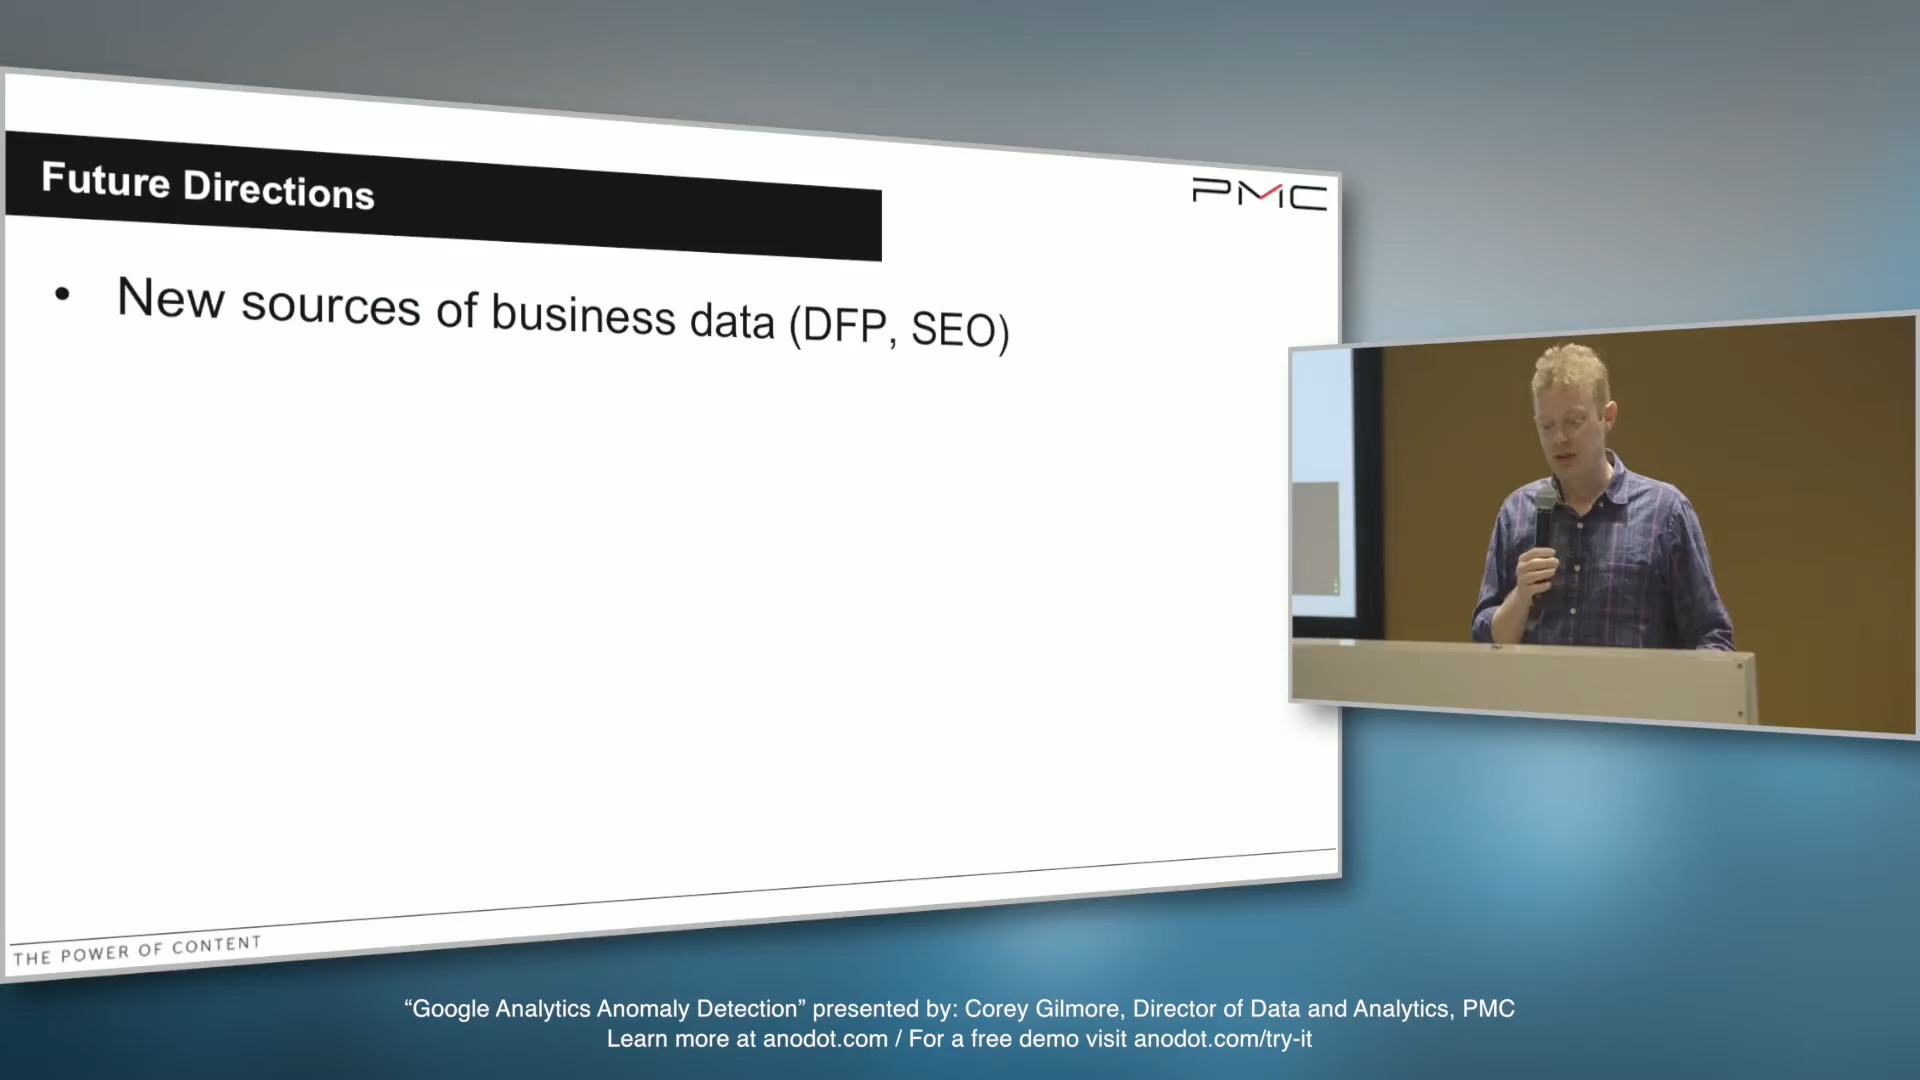 Future Directions
PMC
• New sources of business data (DFP, SEO)
THE POWER OF CONTENT
“Google Analytics Anomaly Detection” presented by: Corey Gilmore, Director of Data and Analytics, PMC
Learn more at anodot.com / For a free demo visit anodot.com/try-it